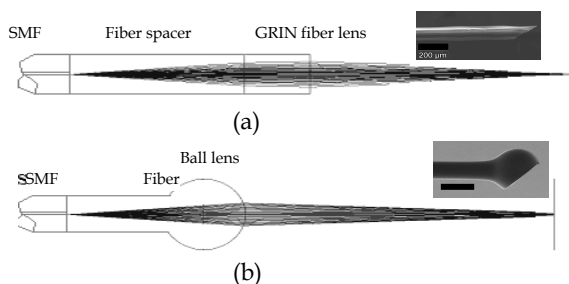 SMF Fiber spacer GRIN fiber lens
200 µm
(a)
Ball lens
sSMF Fiber
(b)